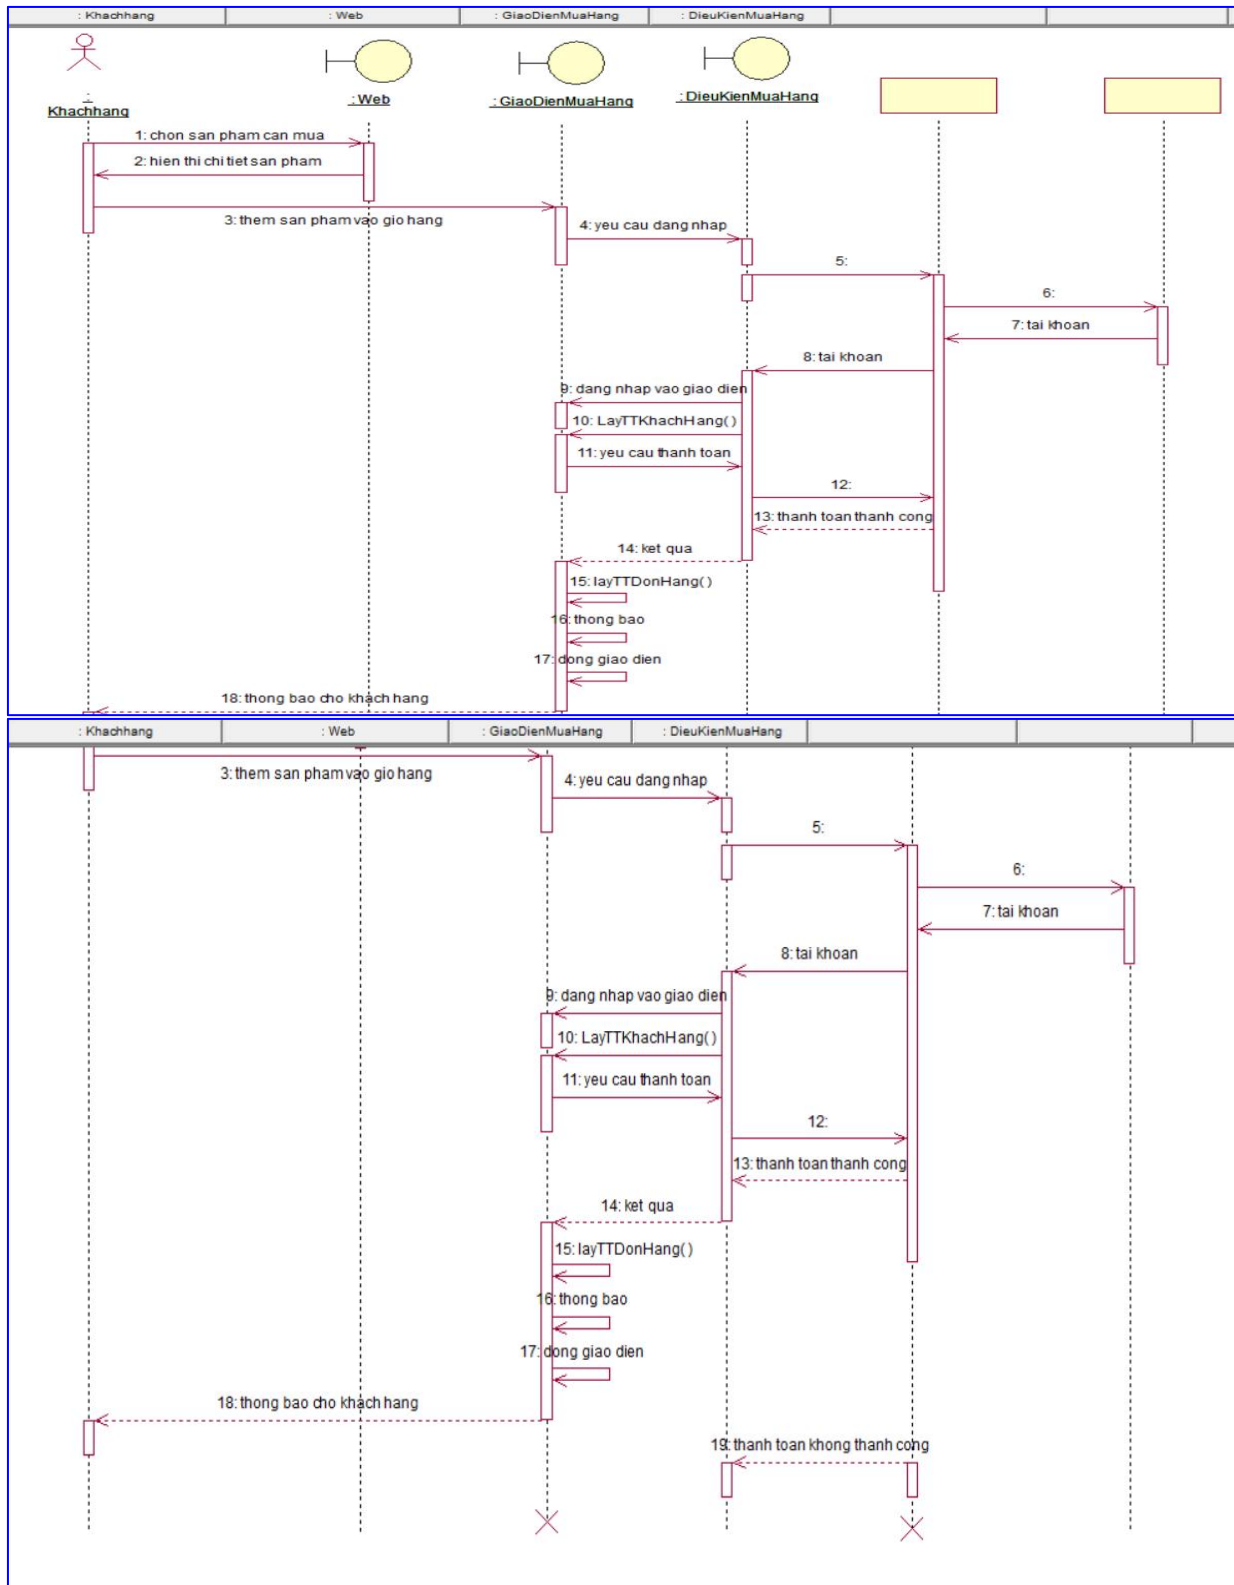 : Khachhang
: Web
: GiaoDienMuaHang
: DieuKienMuaHang
:
Khachhang
: Web
: GiaoDienMuaHang
: DieuKienMuaHang
1: chon san pham can mua
2: hien thi chi tiet san pham
3: them san pham vao gio hang
4: yeu cau dang nhap
5:
6:
7: tai khoan
8: tai khoan
9: dang nhap vao giao dien
10: LayTTKhachHang( )
11: yeu cau thanh toan
12:
13: thanh toan thanh cong
14: ket qua
15: layTTDonHang( )
16: thong bao
17: dong giao dien
18: thong bao cho khach hang
: Khachhang
: Web
: GiaoDienMuaHang
: DieuKienMuaHang
3: them san pham vao gio hang
4: yeu cau dang nhap
5:
6:
7: tai khoan
8: tai khoan
9: dang nhap vao giao dien
10: LayTTKhachHang( )
11: yeu cau thanh toan
12:
13: thanh toan thanh cong
14: ket qua
15: layTTDonHang( )
16: thong bao
17: dong giao dien
18: thong bao cho khach hang
19: thanh toan khong thanh cong